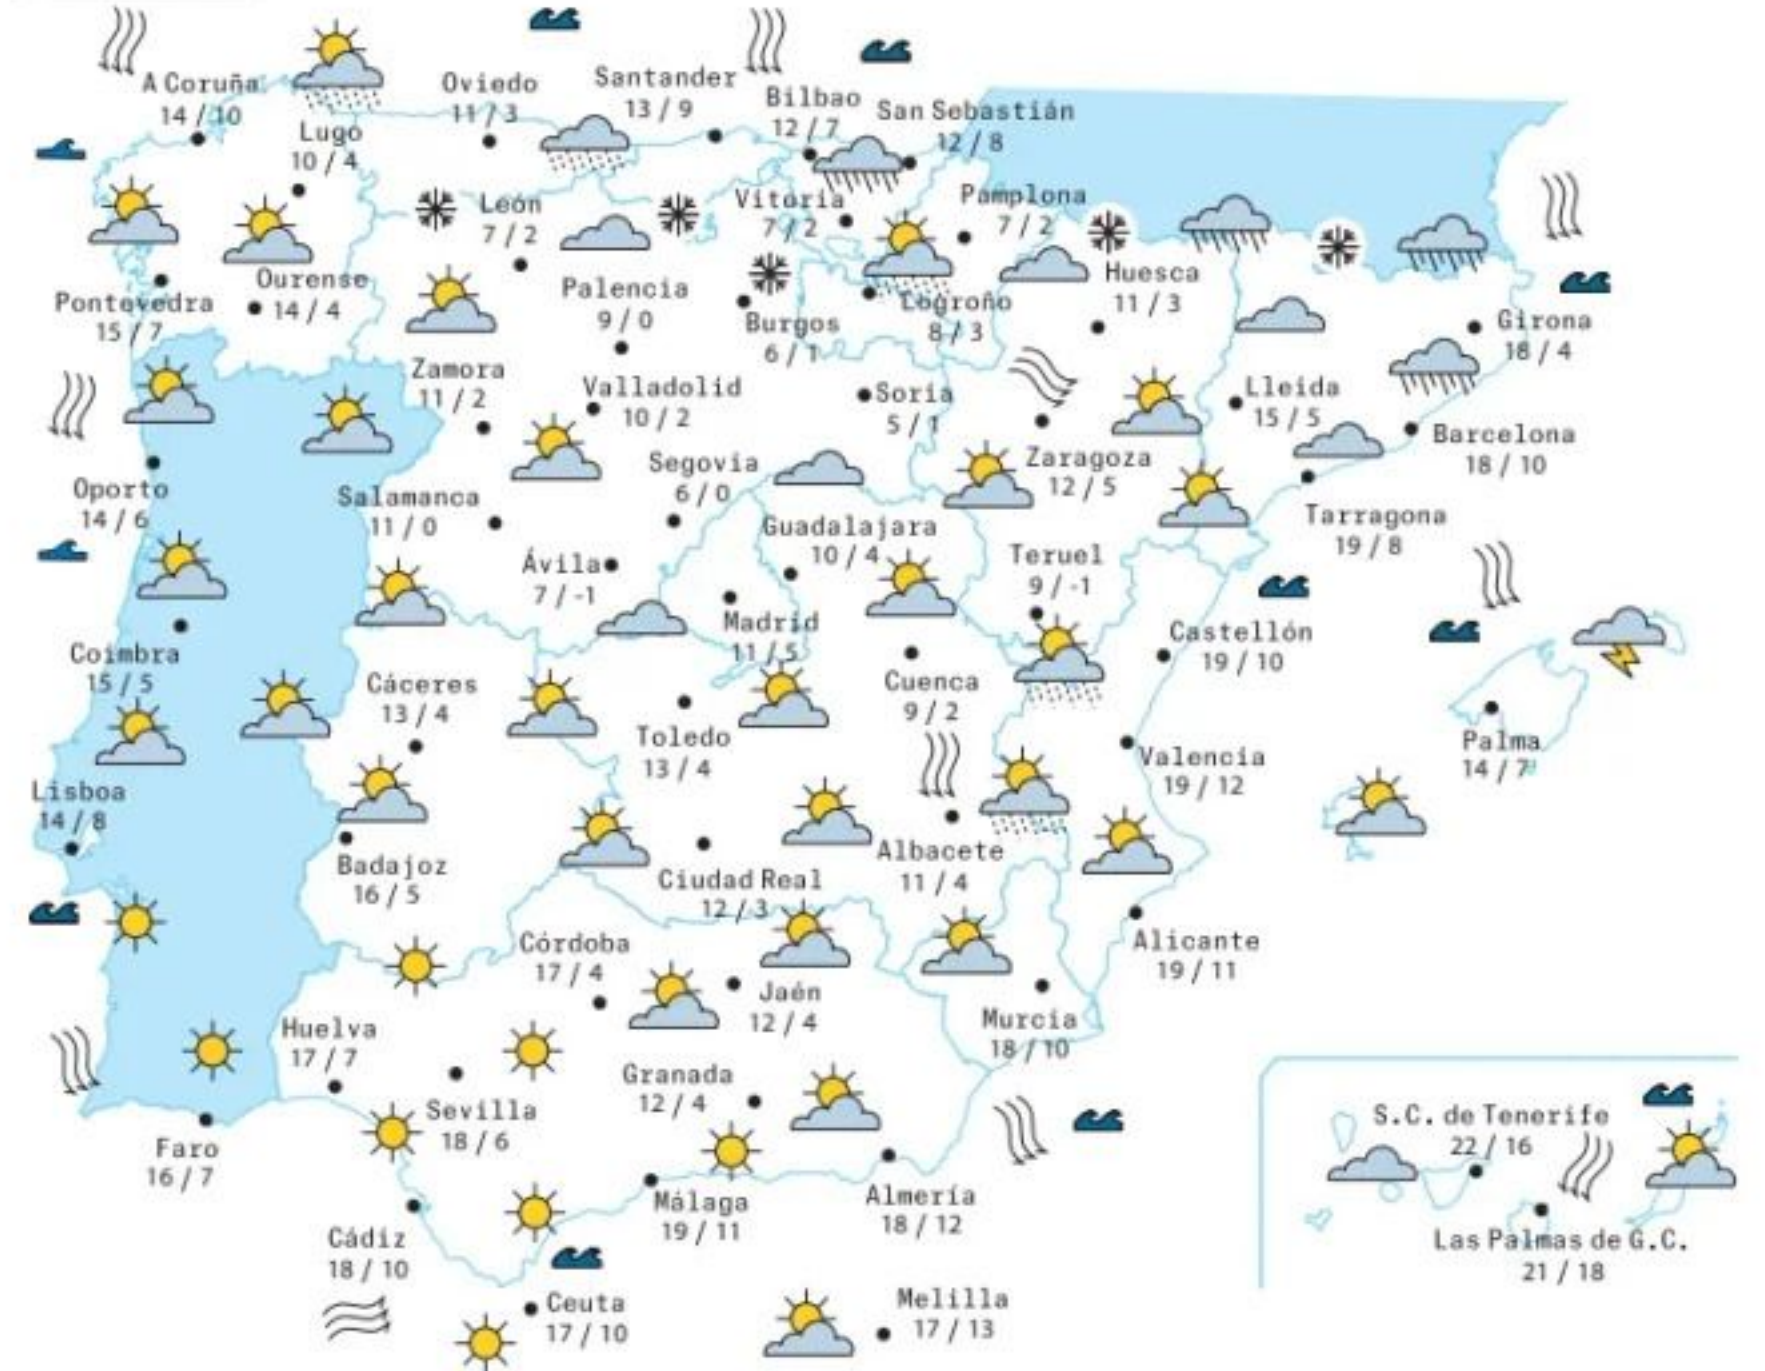 A Coruña
14 / 10
Lugo
10 / 4
Oviedo
11 / 3
Santander
13 / 9
Bilbao
12 / 7
San Sebastián
12 / 8
Pontevedra
15 / 7
Ourense
14 / 4
León
7 / 2
Palencia
9 / 0
Vitoria
7 / 2
Pamplona
7 / 2
Burgos
6 / 1
Logroño
8 / 3
Huesca
11 / 3
Girona
18 / 4
Zamora
11 / 2
Valladolid
10 / 2
Soria
5 / 1
Lleida
15 / 5
Barcelona
18 / 10
Oporto
14 / 6
Salamanca
11 / 0
Segovia
6 / 0
Zaragoza
12 / 5
Tarragona
19 / 8
Ávila
7 / -1
Guadalajara
10 / 4
Madrid
11 / 5
Teruel
9 / -1
Castellón
19 / 10
Coimbra
15 / 5
Cáceres
13 / 4
Toledo
13 / 4
Cuenca
9 / 2
Valencia
19 / 12
Palma
14 / 7
Lisboa
14 / 8
Badajoz
16 / 5
Ciudad Real
12 / 3
Albacete
11 / 4
Alicante
19 / 11
Córdoba
17 / 4
Jaén
12 / 4
Murcia
18 / 10
Huelva
17 / 7
Sevilla
18 / 6
Granada
12 / 4
Faro
16 / 7
Cádiz
18 / 10
Málaga
19 / 11
Almería
18 / 12
S.C. de Tenerife
22 / 16
Las Palmas de G.C.
21 / 18
Ceuta
17 / 10
Melilla
17 / 13